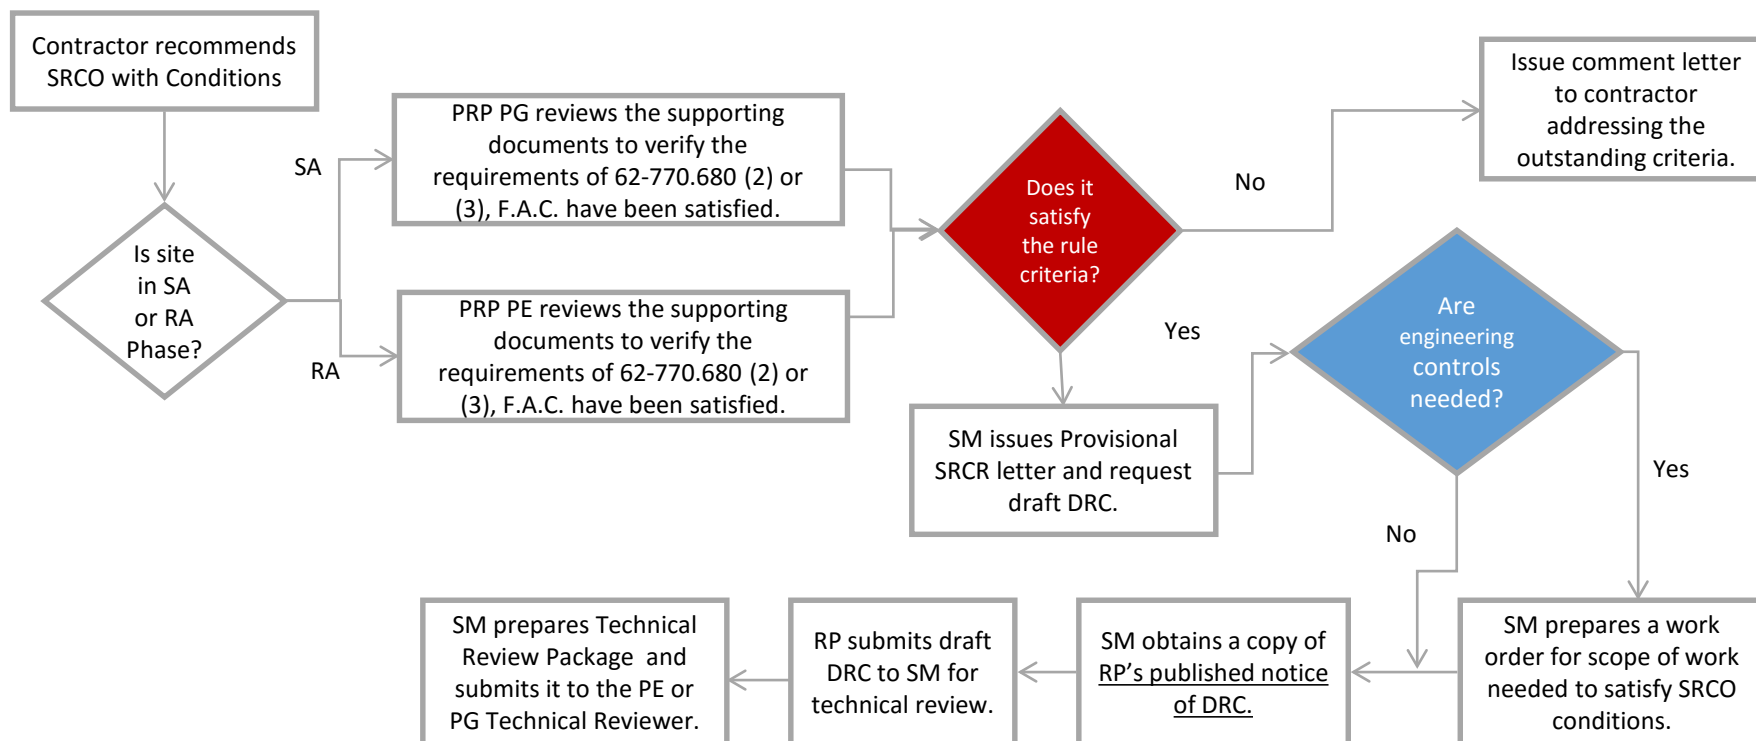 Contractor recommends
SRCO with Conditions
Is site
in SA
or RA
Phase?
SA
RA
PRP PG reviews the supporting
documents to verify the
requirements of 62-770.680 (2) or
(3), F.A.C. have been satisfied.
PRP PE reviews the supporting
documents to verify the
requirements of 62-770.680 (2) or
(3), F.A.C. have been satisfied.
Does it
satisfy
the rule
criteria?
No
Issue comment letter
to contractor
addressing the
outstanding criteria.
Yes
SM issues Provisional
SRCR letter and request
draft DRC.
Are
engineering
controls
needed?
Yes
No
SM prepares a work
order for scope of work
needed to satisfy SRCO
conditions.
SM obtains a copy of
RP’s published notice
of DRC.
RP submits draft
DRC to SM for
technical review.
SM prepares Technical
Review Package and
submits it to the PE or
PG Technical Reviewer.